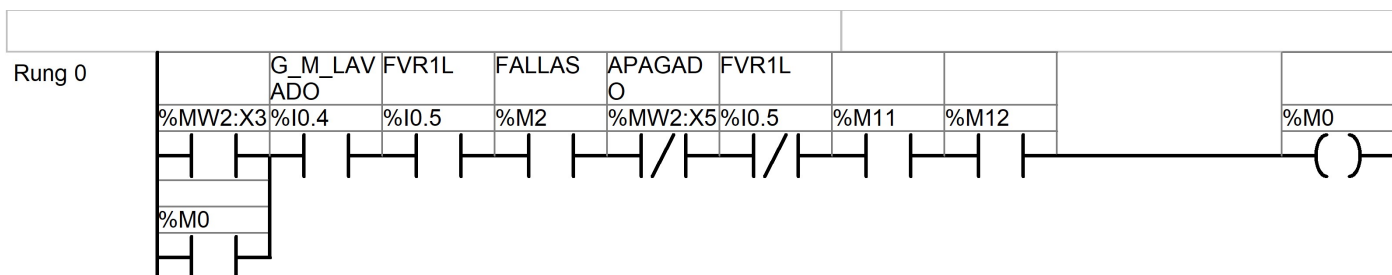 G_M_LAV FVR1L FALLAS APAGAD FVR1L
Rung 0
ADO O
%MW2:X3 %I0.4 %I0.5 %M2 %MW2:X5 %I0.5 %M11 %M12 %M0
%M0